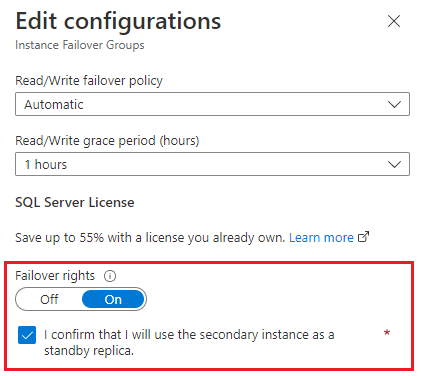 Edit configurations
Instance Failover Groups
Read/Write failover policy
Automatic
Read/Write grace period (hours)
1 hours
SQL Server License
Save up to 55% with a license you already own. Learn more
Failover rights
Off On
I confirm that I will use the secondary instance as a *
standby replica.